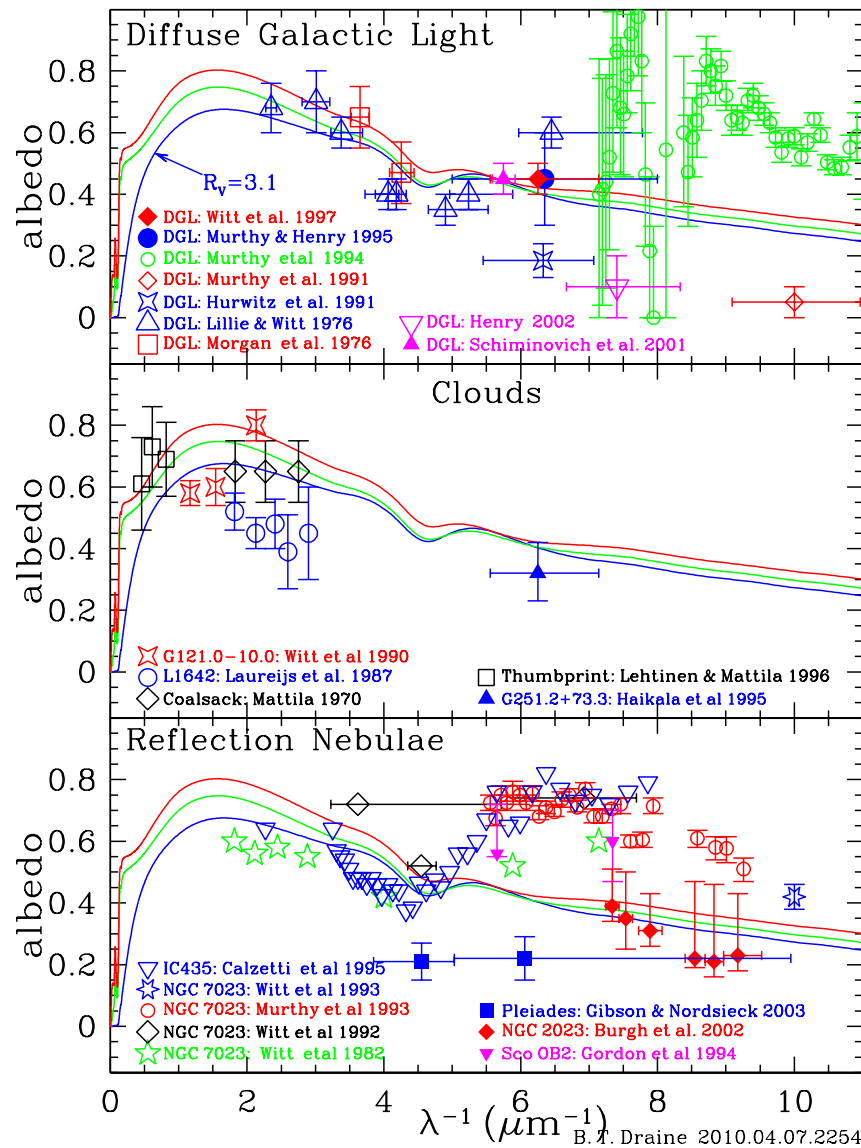 Diffuse Galactic Light
0.8
0.6
0.4
0.2
0
albedo
Rᵥ=3.1
DGL: Witt et al. 1997
DGL: Murthy & Henry 1995
DGL: Murthy etal 1994
DGL: Murthy et al. 1991
DGL: Hurwitz et al. 1991
DGL: Lillie & Witt 1976
DGL: Morgan et al. 1976
DGL: Henry 2002
DGL: Schiminovich et al. 2001
Clouds
0.8
0.6
0.4
0.2
0
albedo
G121.0−10.0: Witt et al 1990
L1642: Laureijs et al. 1987
Coalsack: Mattila 1970
Thumbprint: Lehtinen & Mattila 1996
G251.2+73.3: Haikala et al 1995
Reflection Nebulae
0.8
0.6
0.4
0.2
0
albedo
IC435: Calzetti et al 1995
NGC 7023: Witt et al 1993
NGC 7023: Murthy et al 1993
NGC 7023: Witt et al 1992
NGC 7023: Witt etal 1982
Pleiades: Gibson & Nordsieck 2003
NGC 2023: Burgh et al. 2002
Sco OB2: Gordon et al 1994
0 2 4 6 8 10
λ⁻¹ (μm⁻¹)
B. T. Draine 2010.04.07.2254